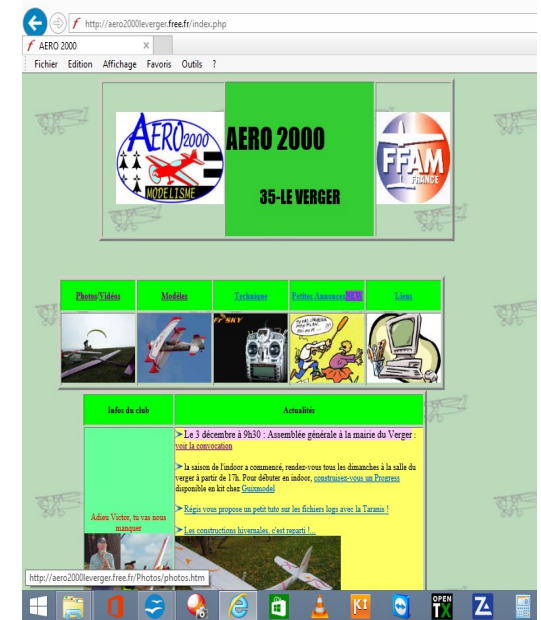 http://aero2000leverger.free.fr/index.php
AERO 2000
Fichier Edition Affichage Favoris Outils ?
AERO2000
MODELISME
AERO 2000
35-LE VERGER
FFAM
FRANCE
Photos/Vidéos Modèles Technique Petites Annonces NEW Liens
FrSKY
Infos du club Actualités
Le 3 décembre à 9h30 : Assemblée générale à la mairie du Verger :
voir la convocation
la saison de l'indoor a commencé, rendez-vous tous les dimanches à la salle du
verger à partir de 17h. Pour débuter en indoor, construisez-vous un Progress
disponible en kit chez Guixmodel
Régis vous propose un petit tuto sur les fichiers logs avec la Taranis !
Les constructions hivernales, c'est reparti !...
Adieu Victor, tu vas nous
manquer
http://aero2000leverger.free.fr/Photos/photos.htm
OPEN
TX